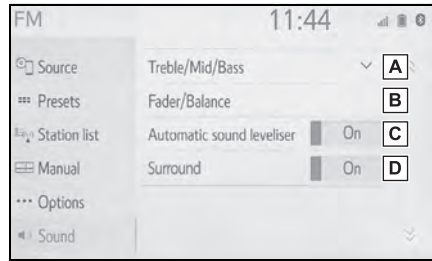 FM 11:44
Source
Treble/Mid/Bass A
Presets
Fader/Balance B
Station list
Automatic sound leveliser On C
Manual
Surround On D
Options
Sound